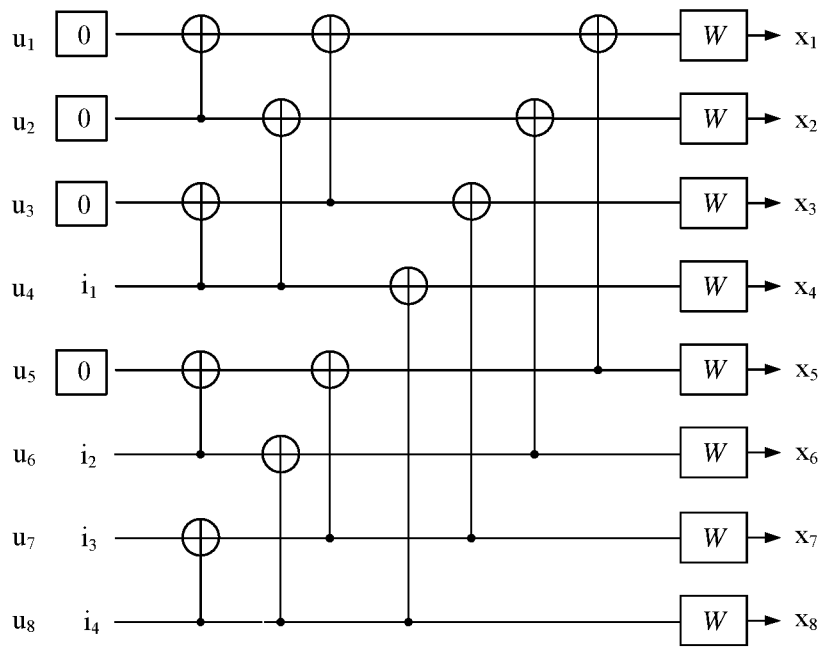 u₁ 0 W x₁
u₂ 0 W x₂
u₃ 0 W x₃
u₄ i₁ W x₄
u₅ 0 W x₅
u₆ i₂ W x₆
u₇ i₃ W x₇
u₈ i₄ W x₈